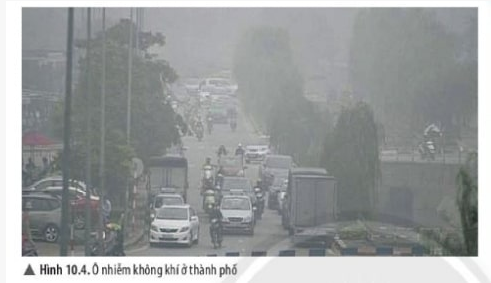 ▲ Hình 10.4. Ô nhiễm không khí ở thành phố